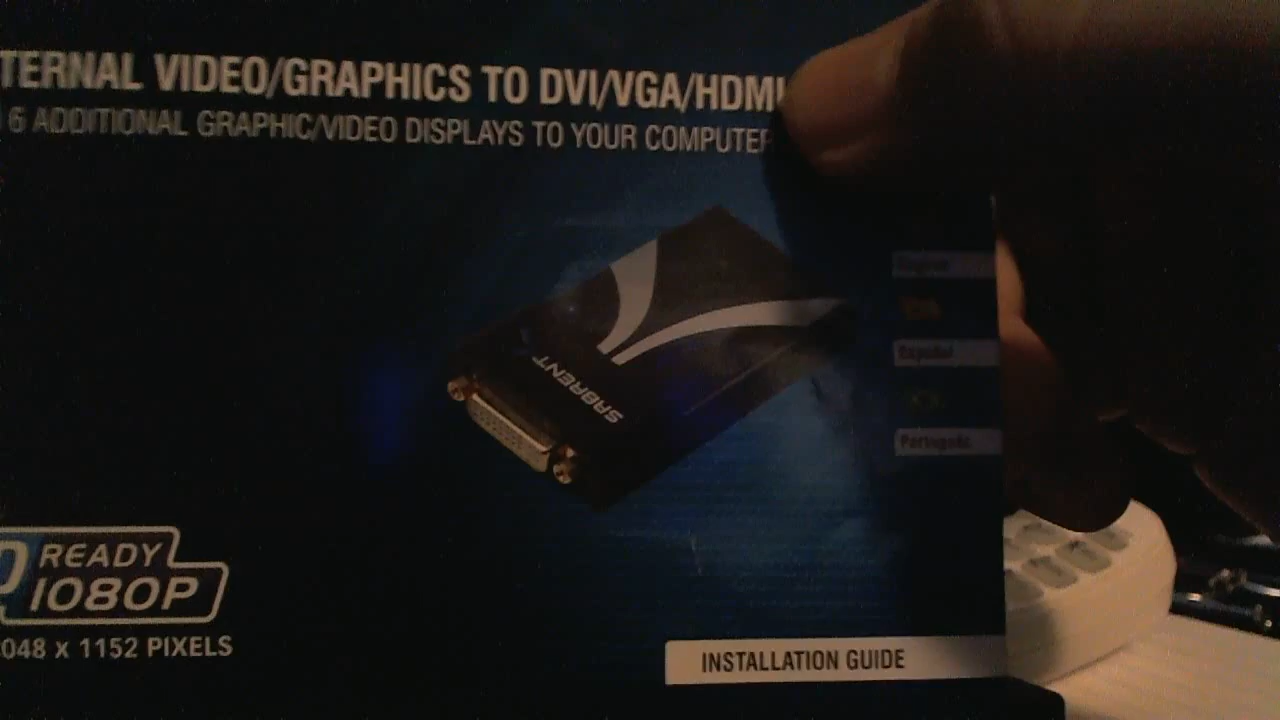 TERNAL VIDEO/GRAPHICS TO DVI/VGA/HDMI
6 ADDITIONAL GRAPHIC/VIDEO DISPLAYS TO YOUR COMPUTER
SABRENT
Español
Português
READY
1080P
048 x 1152 PIXELS
INSTALLATION GUIDE